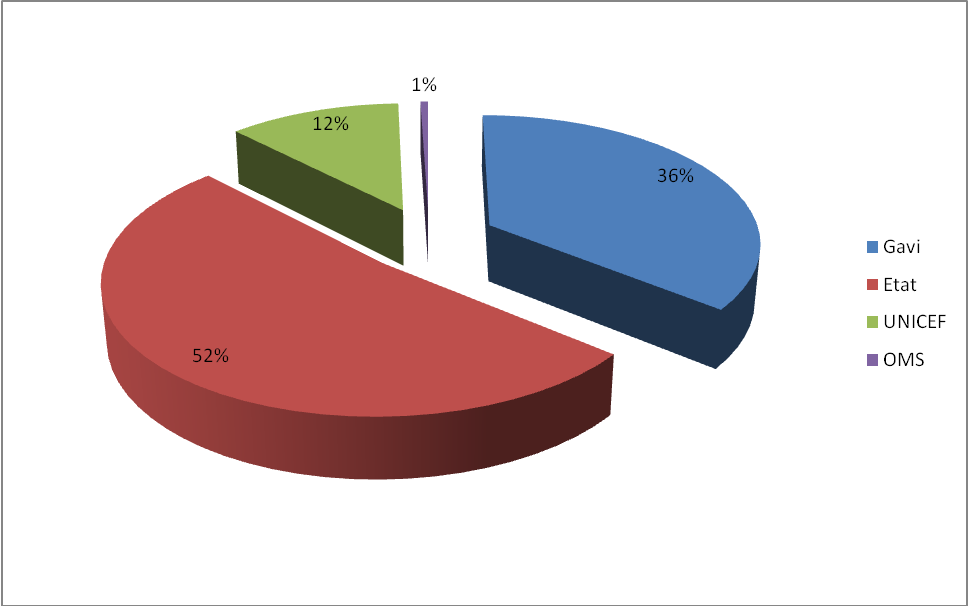 1%
12%
36%
52%
Gavi
Etat
UNICEF
OMS